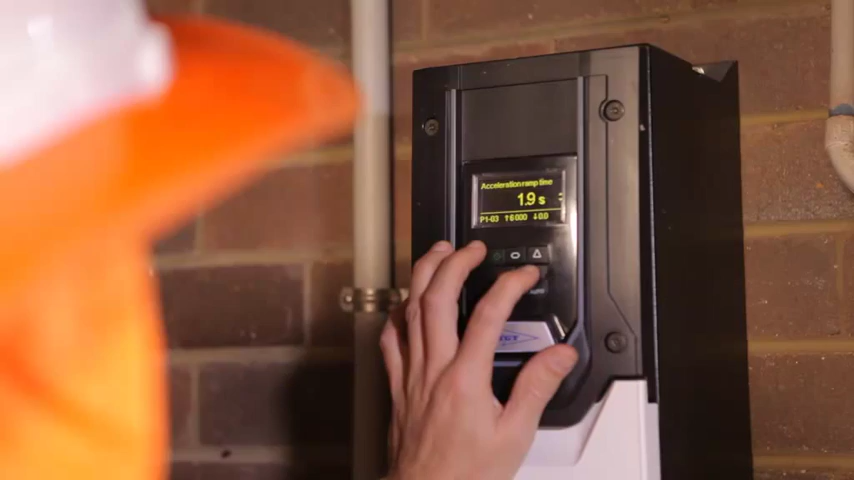 Acceleration ramp time
1.9 s
P1-03 ↑6000 ↓0.0